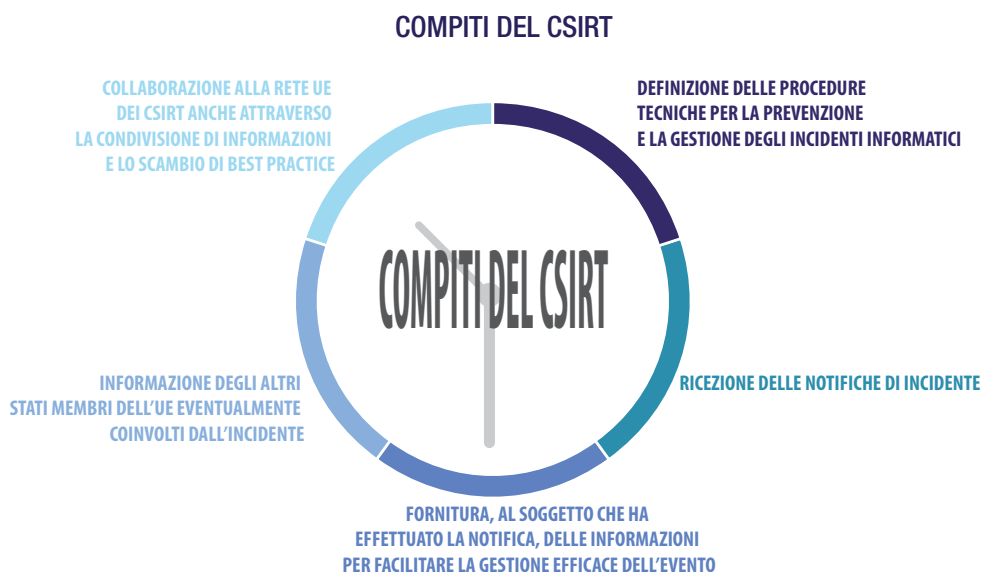 COMPITI DEL CSIRT
COLLABORAZIONE ALLA RETE UE
DEI CSIRT ANCHE ATTRAVERSO
LA CONDIVISIONE DI INFORMAZIONI
E LO SCAMBIO DI BEST PRACTICE
DEFINIZIONE DELLE PROCEDURE
TECNICHE PER LA PREVENZIONE
E LA GESTIONE DEGLI INCIDENTI INFORMATICI
COMPITI DEL CSIRT
INFORMAZIONE DEGLI ALTRI
STATI MEMBRI DELL'UE EVENTUALMENTE
COINVOLTI DALL'INCIDENTE
RICEZIONE DELLE NOTIFICHE DI INCIDENTE
FORNITURA, AL SOGGETTO CHE HA
EFFETTUATO LA NOTIFICA, DELLE INFORMAZIONI
PER FACILITARE LA GESTIONE EFFICACE DELL'EVENTO